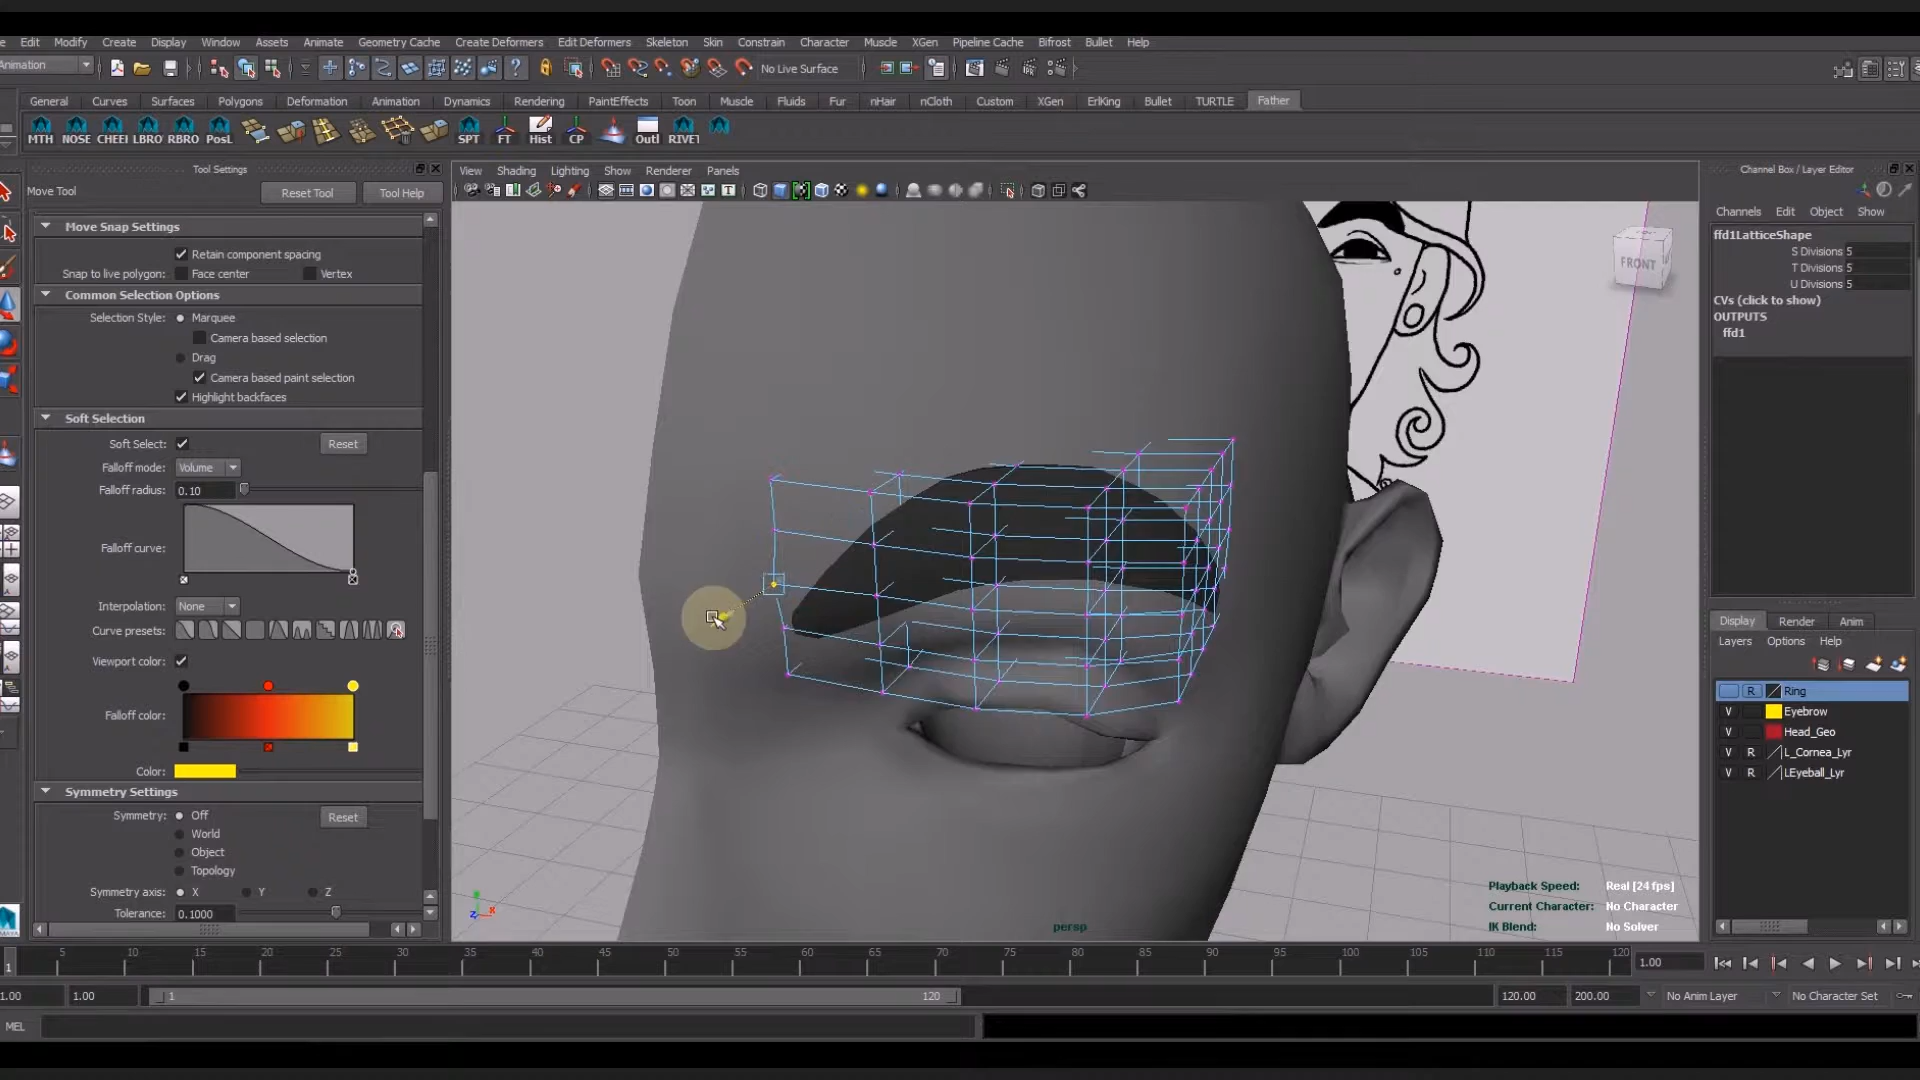 Edit Modify Create Display Window Assets Animate Geometry Cache Create Deformers Edit Deformers Skeleton Skin Constrain Character Muscle XGen Pipeline Cache Bifrost Bullet Help
Animation No Live Surface
General Curves Surfaces Polygons Deformation Animation Dynamics Rendering PaintEffects Toon Muscle Fluids Fur nHair nCloth Custom XGen ErlKing Bullet TURTLE Father
MTH NOSE CHEEI LBRO RBRO PosL SPT FT Hist CP Outl RIVET
Tool Settings
Move Tool Reset Tool Tool Help
Move Snap Settings
Retain component spacing
Snap to live polygon: Face center Vertex
Common Selection Options
Selection Style: Marquee
Camera based selection
Drag
Camera based paint selection
Highlight backfaces
Soft Selection
Soft Select: Reset
Falloff mode: Volume
Falloff radius: 0.10
Falloff curve:
Interpolation: None
Curve presets:
Viewport color:
Falloff color:
Color:
Symmetry Settings
Symmetry: Off Reset
World
Object
Topology
Symmetry axis: X Y Z
Tolerance: 0.1000
View Shading Lighting Show Renderer Panels
FRONT
Playback Speed: Real [24 fps]
Current Character: No Character
IK Blend: No Solver
persp
Channel Box / Layer Editor
Channels Edit Object Show
ffd1LatticeShape
S Divisions 5
T Divisions 5
U Divisions 5
CVs (click to show)
OUTPUTS
ffd1
Display Render Anim
Layers Options Help
R Ring
V Eyebrow
V Head_Geo
V R L_Cornea_Lyr
V R LEyeball_Lyr
1 5 10 15 20 25 30 35 40 45 50 55 60 65 70 75 80 85 90 95 100 105 110 115 120 1.00
1.00 1.00 1 120 120.00 200.00 No Anim Layer No Character Set
MEL